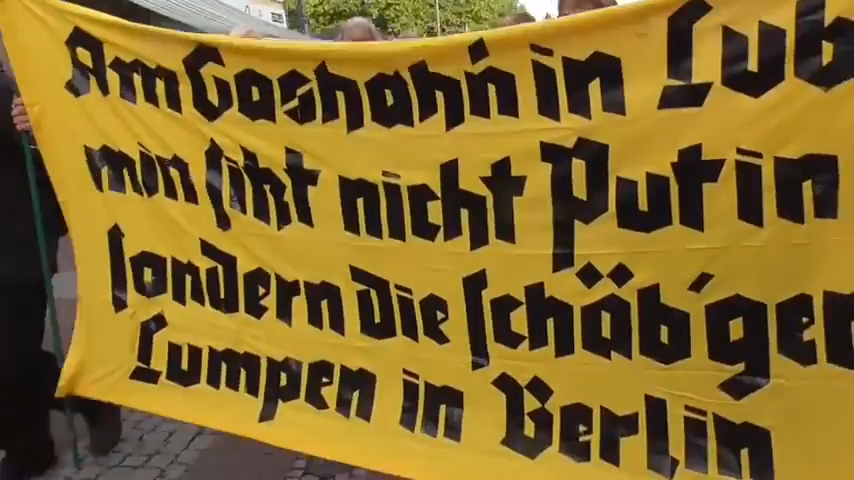 Am Gashahn in Lub
min ſitzt nicht Putin
ſondern die ſchäb'gen
Lumpen in Berlin